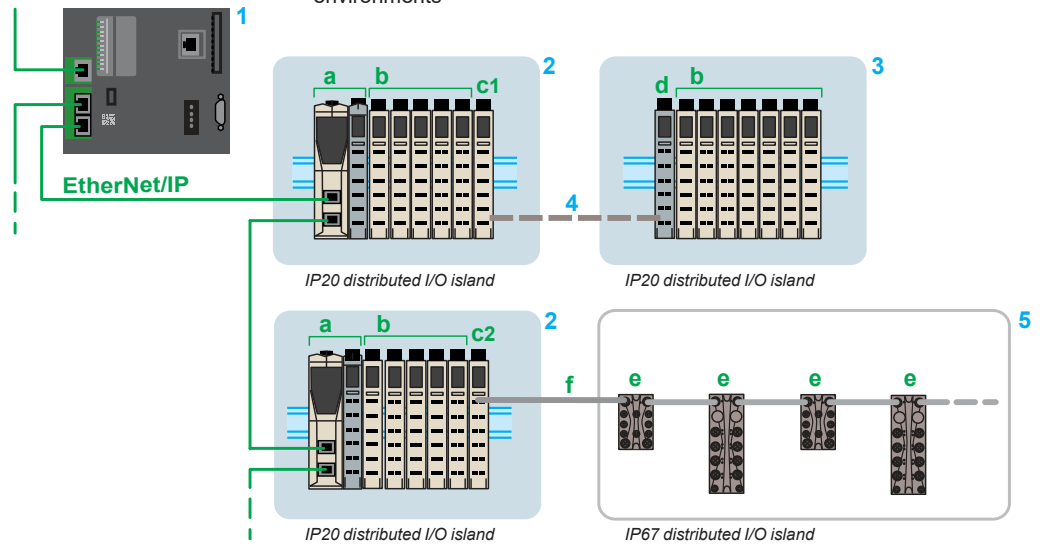 environments
1
2
3
a
b
c1
d
b
EtherNet/IP
4
IP20 distributed I/O island
IP20 distributed I/O island
2
5
a
b
c2
f
e
e
e
e
IP20 distributed I/O island
IP67 distributed I/O island